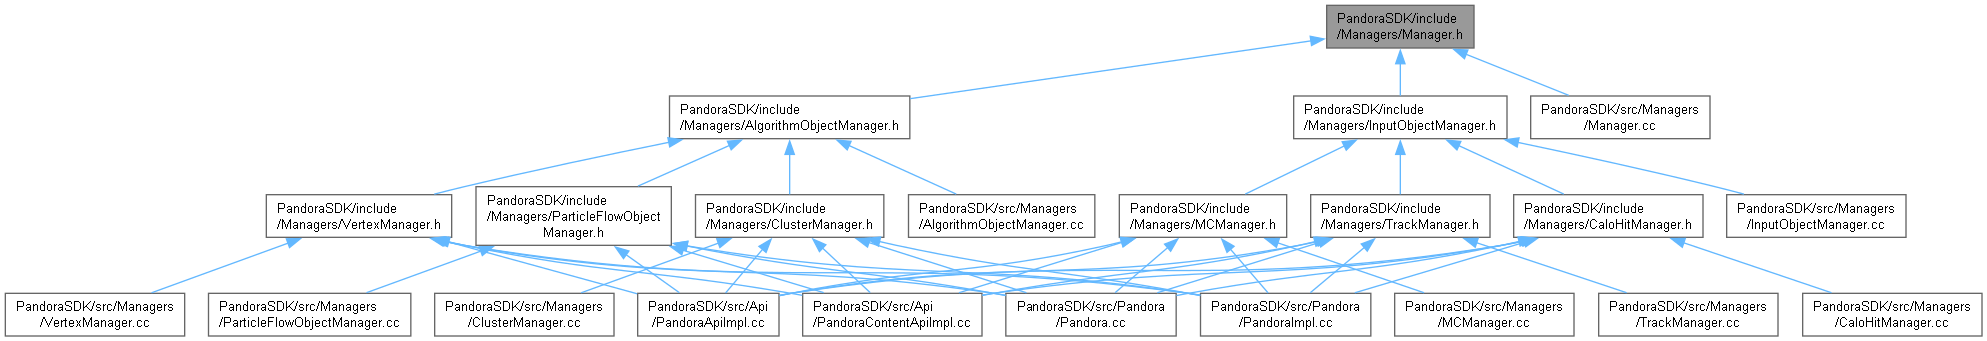 PandoraSDK/include
/Managers/Manager.h
PandoraSDK/include
/Managers/AlgorithmObjectManager.h
PandoraSDK/include
/Managers/InputObjectManager.h
PandoraSDK/src/Managers
/Manager.cc
PandoraSDK/include
/Managers/VertexManager.h
PandoraSDK/include
/Managers/ParticleFlowObject
Manager.h
PandoraSDK/include
/Managers/ClusterManager.h
PandoraSDK/src/Managers
/AlgorithmObjectManager.cc
PandoraSDK/include
/Managers/MCManager.h
PandoraSDK/include
/Managers/TrackManager.h
PandoraSDK/include
/Managers/CaloHitManager.h
PandoraSDK/src/Managers
/InputObjectManager.cc
PandoraSDK/src/Managers
/VertexManager.cc
PandoraSDK/src/Managers
/ParticleFlowObjectManager.cc
PandoraSDK/src/Managers
/ClusterManager.cc
PandoraSDK/src/Api
/PandoraApiImpl.cc
PandoraSDK/src/Api
/PandoraContentApiImpl.cc
PandoraSDK/src/Pandora
/Pandora.cc
PandoraSDK/src/Pandora
/PandoraImpl.cc
PandoraSDK/src/Managers
/MCManager.cc
PandoraSDK/src/Managers
/TrackManager.cc
PandoraSDK/src/Managers
/CaloHitManager.cc